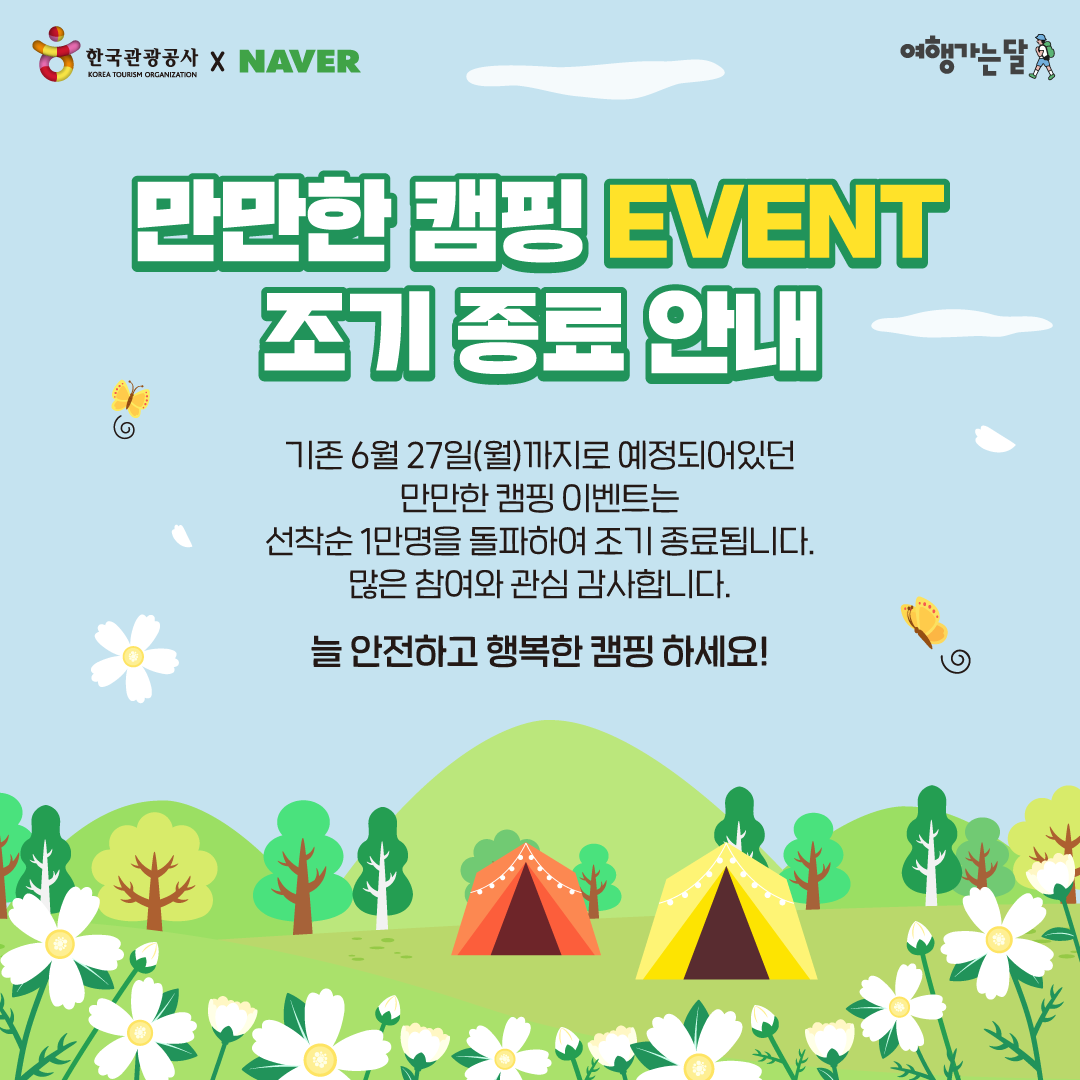 한국관광공사 X NAVER
KOREA TOURISM ORGANIZATION
여행가는달
만만한 캠핑 EVENT
조기 종료 안내
기존 6월 27일(월)까지로 예정되어있던
만만한 캠핑 이벤트는
선착순 1만명을 돌파하여 조기 종료됩니다.
많은 참여와 관심 감사합니다.
늘 안전하고 행복한 캠핑 하세요!